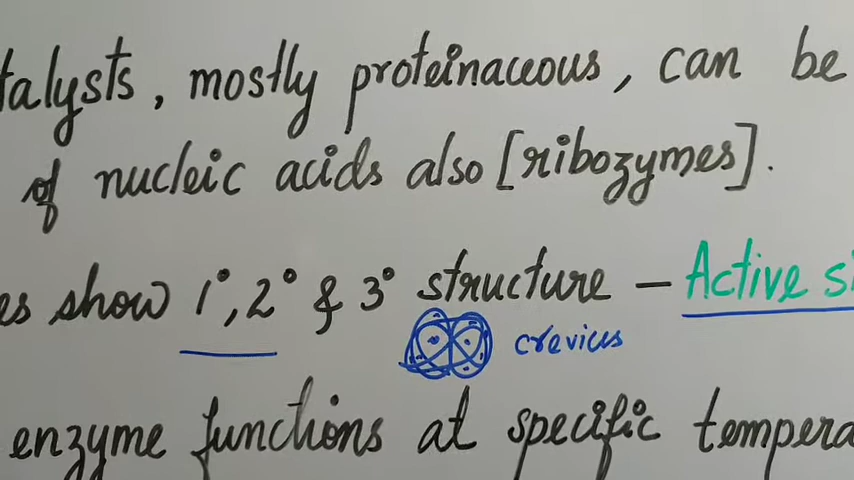 talysts, mostly proteinaceous, can be
of nucleic acids also [ribozymes].
es show 1°, 2° & 3° structure – Active si
crevices
enzyme functions at specific tempera